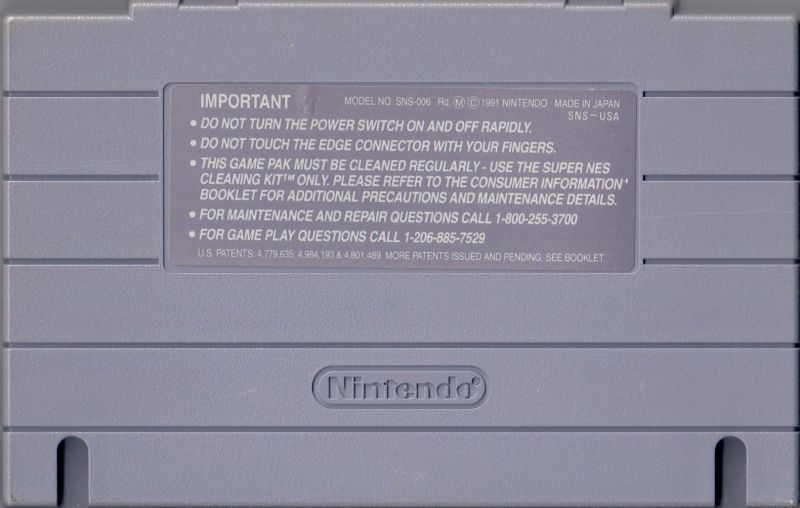 IMPORTANT MODEL NO. SNS-006 Rd. Ⓜ © 1991 NINTENDO MADE IN JAPAN
SNS-USA
• DO NOT TURN THE POWER SWITCH ON AND OFF RAPIDLY.
• DO NOT TOUCH THE EDGE CONNECTOR WITH YOUR FINGERS.
• THIS GAME PAK MUST BE CLEANED REGULARLY - USE THE SUPER NES
CLEANING KIT™ ONLY. PLEASE REFER TO THE CONSUMER INFORMATION
BOOKLET FOR ADDITIONAL PRECAUTIONS AND MAINTENANCE DETAILS.
• FOR MAINTENANCE AND REPAIR QUESTIONS CALL 1-800-255-3700
• FOR GAME PLAY QUESTIONS CALL 1-206-885-7529
U.S. PATENTS: 4,779,635; 4,984,193 & 4,801,489. MORE PATENTS ISSUED AND PENDING. SEE BOOKLET.
Nintendo®